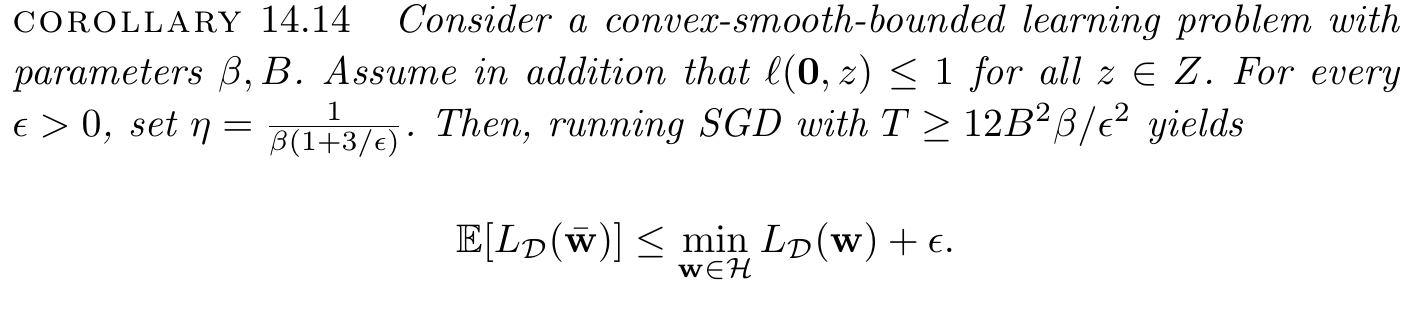 COROLLARY 14.14 Consider a convex-smooth-bounded learning problem with
parameters β, B. Assume in addition that ℓ(0, z) ≤ 1 for all z ∈ Z. For every
ϵ > 0, set η = 1/(β(1+3/ϵ)). Then, running SGD with T ≥ 12B²β/ϵ² yields
𝔼[L_𝒟(w̄)] ≤ min_{w∈ℋ} L_𝒟(w) + ϵ.